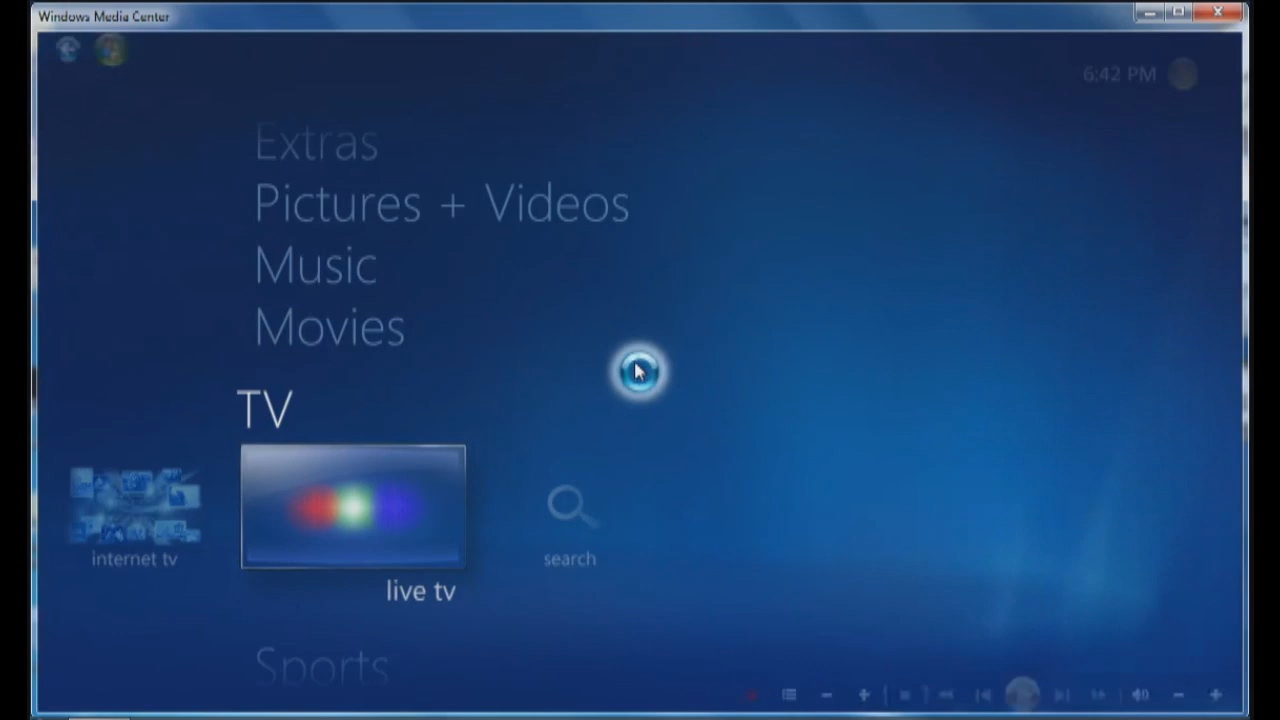 Windows Media Center
6:42 PM
Extras
Pictures + Videos
Music
Movies
TV
internet tv
live tv
search
Sports